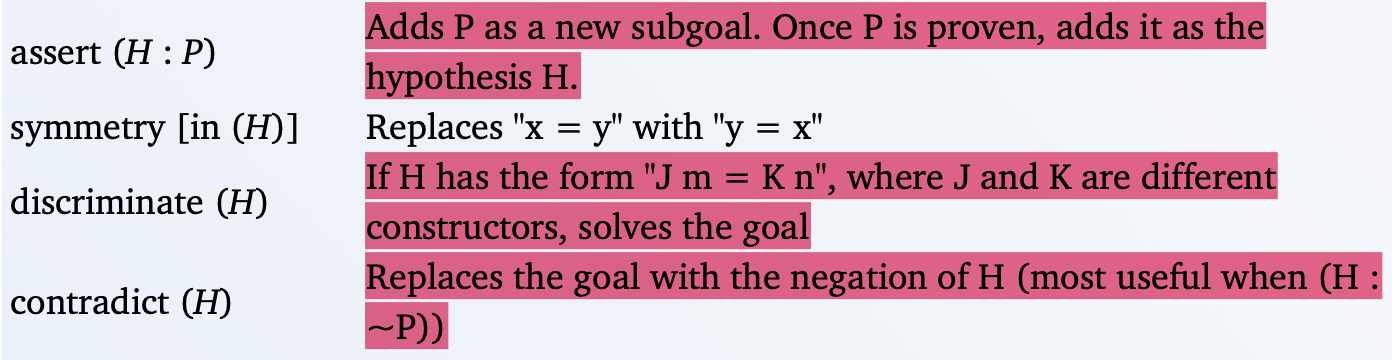 assert (H : P)
Adds P as a new subgoal. Once P is proven, adds it as the
hypothesis H.
symmetry [in (H)]
Replaces "x = y" with "y = x"
discriminate (H)
If H has the form "J m = K n", where J and K are different
constructors, solves the goal
contradict (H)
Replaces the goal with the negation of H (most useful when (H :
~P))